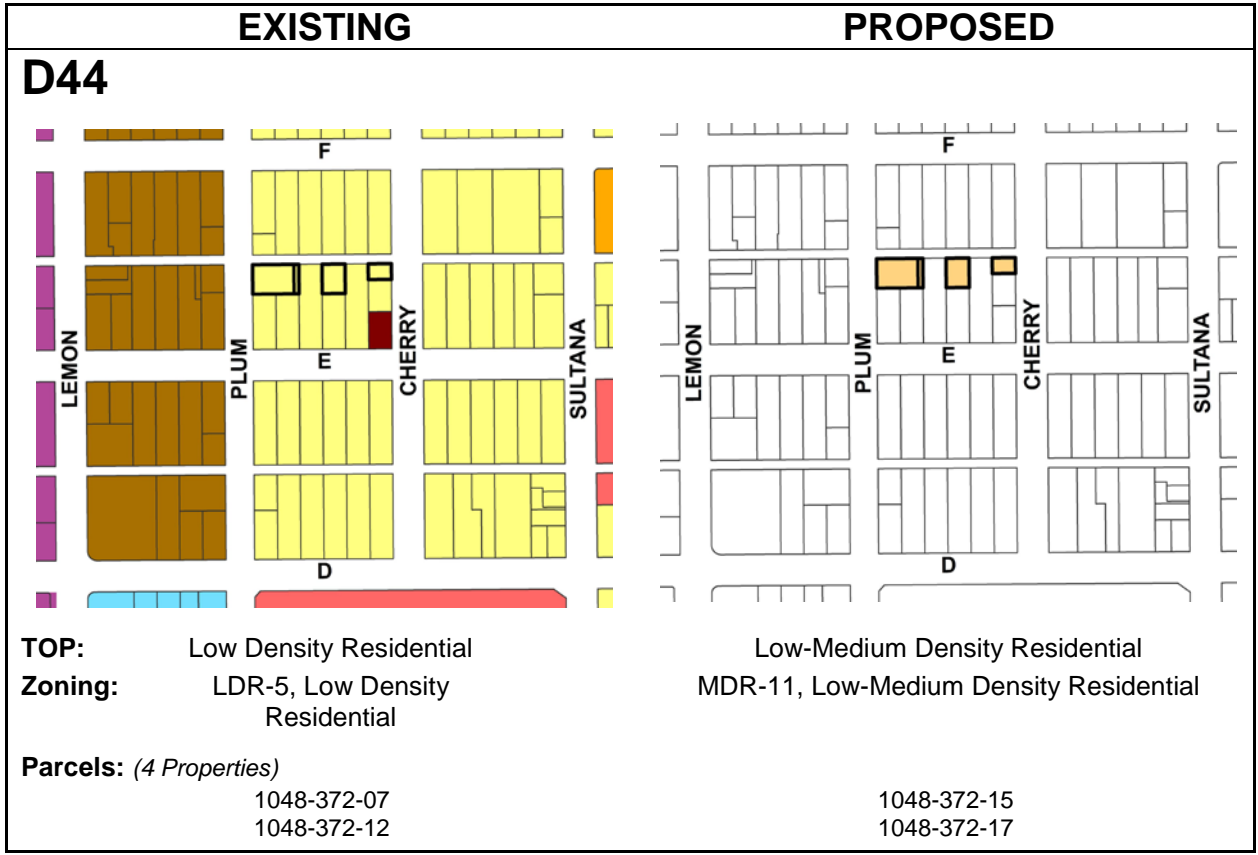 EXISTING
PROPOSED
D44
F
LEMON
PLUM
E
CHERRY
SULTANA
D
F
LEMON
PLUM
E
CHERRY
SULTANA
D
TOP: Low Density Residential
Low-Medium Density Residential
Zoning: LDR-5, Low Density
Residential
MDR-11, Low-Medium Density Residential
Parcels: (4 Properties)
1048-372-07
1048-372-15
1048-372-12
1048-372-17